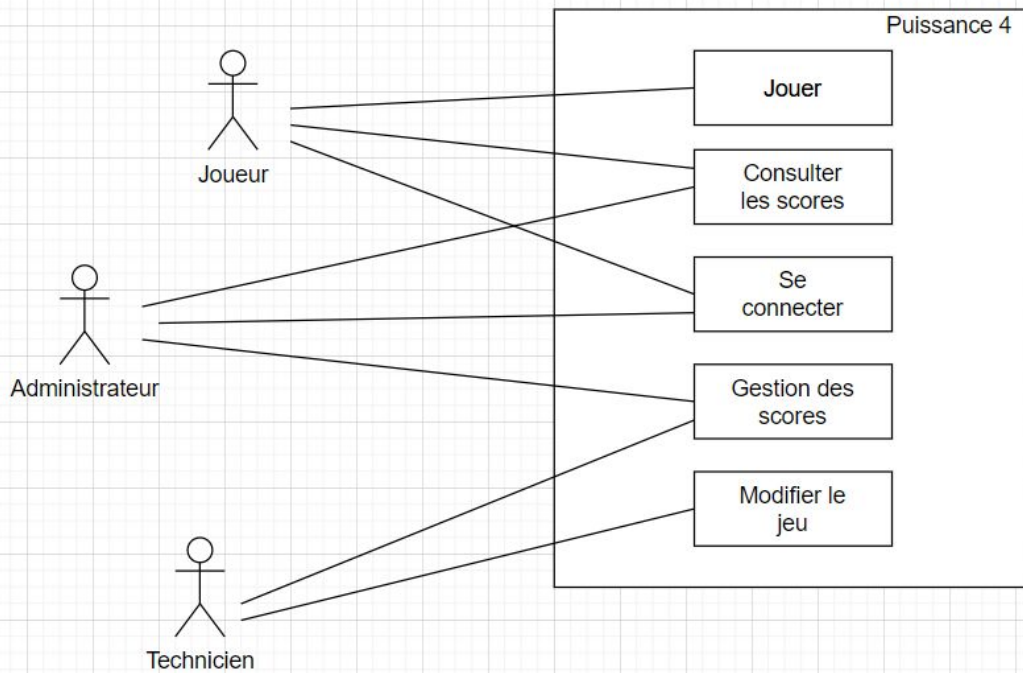 Puissance 4
Jouer
Joueur
Consulter
les scores
Se
connecter
Administrateur
Gestion des
scores
Modifier le
jeu
Technicien